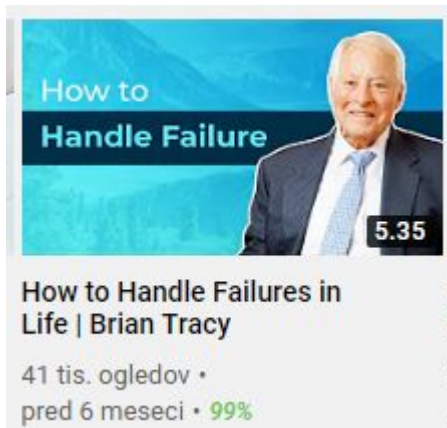 How to
Handle Failure
5.35
How to Handle Failures in
Life | Brian Tracy
41 tis. ogledov •
pred 6 meseci • 99%